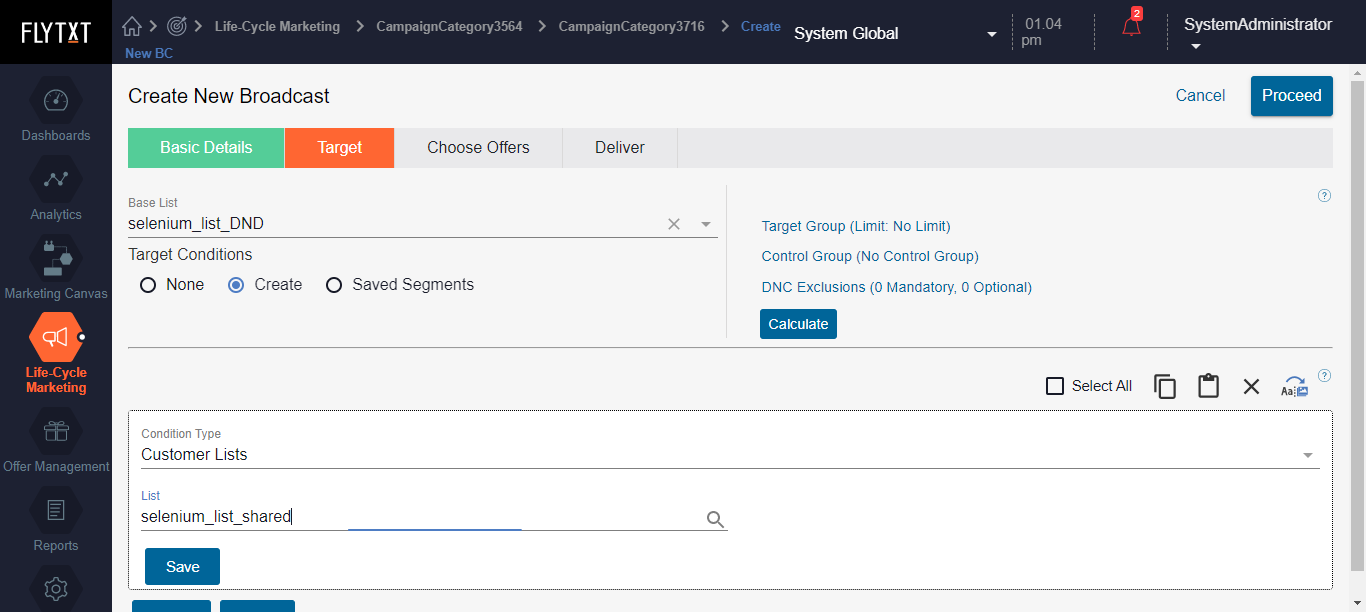 FLYTXT
Life-Cycle Marketing
CampaignCategory3564
CampaignCategory3716
Create
New BC
System Global
01.04
pm
2
SystemAdministrator
Dashboards
Analytics
Marketing Canvas
Life-Cycle
Marketing
Offer Management
Reports
Create New Broadcast
Cancel
Proceed
Basic Details
Target
Choose Offers
Deliver
Base List
selenium_list_DND
Target Conditions
None
Create
Saved Segments
?
Target Group (Limit: No Limit)
Control Group (No Control Group)
DNC Exclusions (0 Mandatory, 0 Optional)
Calculate
Select All
Aa
?
Condition Type
Customer Lists
List
selenium_list_shared
Save